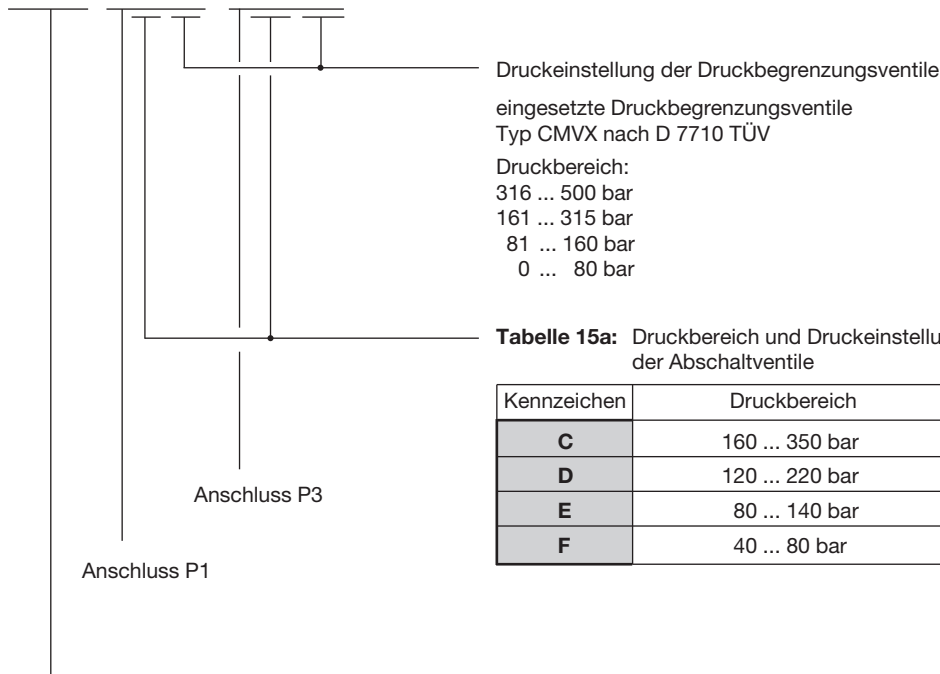 Druckeinstellung der Druckbegrenzungsventile
eingesetzte Druckbegrenzungsventile
Typ CMVX nach D 7710 TÜV
Druckbereich:
316 ... 500 bar
161 ... 315 bar
81 ... 160 bar
0 ... 80 bar
Tabelle 15a: Druckbereich und Druckeinstellu
der Abschaltventile
Kennzeichen Druckbereich
C 160 ... 350 bar
D 120 ... 220 bar
E 80 ... 140 bar
F 40 ... 80 bar
Anschluss P3
Anschluss P1